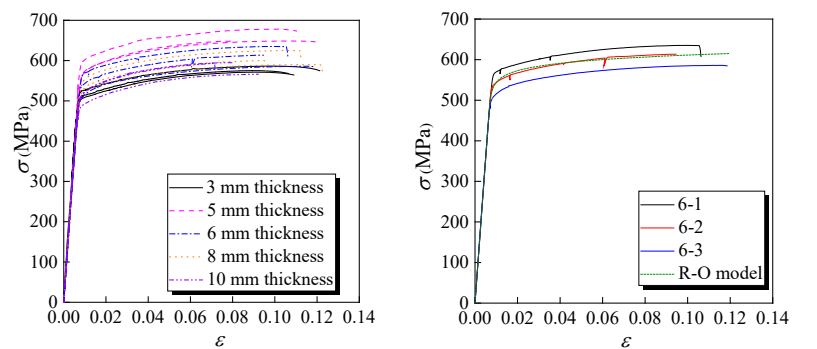 700
600
500
400
300
200
100
0
σ (MPa)
3 mm thickness
5 mm thickness
6 mm thickness
8 mm thickness
10 mm thickness
0.00 0.02 0.04 0.06 0.08 0.10 0.12 0.14
ε
700
600
500
400
300
200
100
0
σ (MPa)
6-1
6-2
6-3
R-O model
0.00 0.02 0.04 0.06 0.08 0.10 0.12 0.14
ε